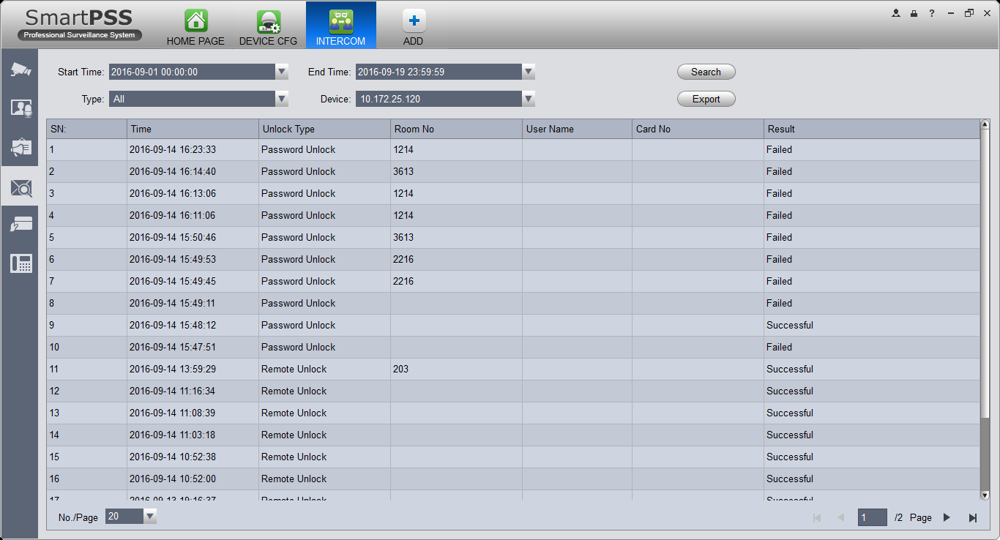 SmartPSS
Professional Surveillance System
HOME PAGE DEVICE CFG INTERCOM ADD
?
Start Time: 2016-09-01 00:00:00 End Time: 2016-09-19 23:59:59 Search
Type: All Device: 10.172.25.120 Export
SN: Time Unlock Type Room No User Name Card No Result
1 2016-09-14 16:23:33 Password Unlock 1214 Failed
2 2016-09-14 16:14:40 Password Unlock 3613 Failed
3 2016-09-14 16:13:06 Password Unlock 1214 Failed
4 2016-09-14 16:11:06 Password Unlock 1214 Failed
5 2016-09-14 15:50:46 Password Unlock 3613 Failed
6 2016-09-14 15:49:53 Password Unlock 2216 Failed
7 2016-09-14 15:49:45 Password Unlock 2216 Failed
8 2016-09-14 15:49:11 Password Unlock Failed
9 2016-09-14 15:48:12 Password Unlock Successful
10 2016-09-14 15:47:51 Password Unlock Failed
11 2016-09-14 13:59:29 Remote Unlock 203 Successful
12 2016-09-14 11:16:34 Remote Unlock Successful
13 2016-09-14 11:08:39 Remote Unlock Successful
14 2016-09-14 11:03:18 Remote Unlock Successful
15 2016-09-14 10:52:38 Remote Unlock Successful
16 2016-09-14 10:52:00 Remote Unlock Successful
17 2016-09-13 19:16:37 Remote Unlock Successful
No./Page 20 1 /2 Page